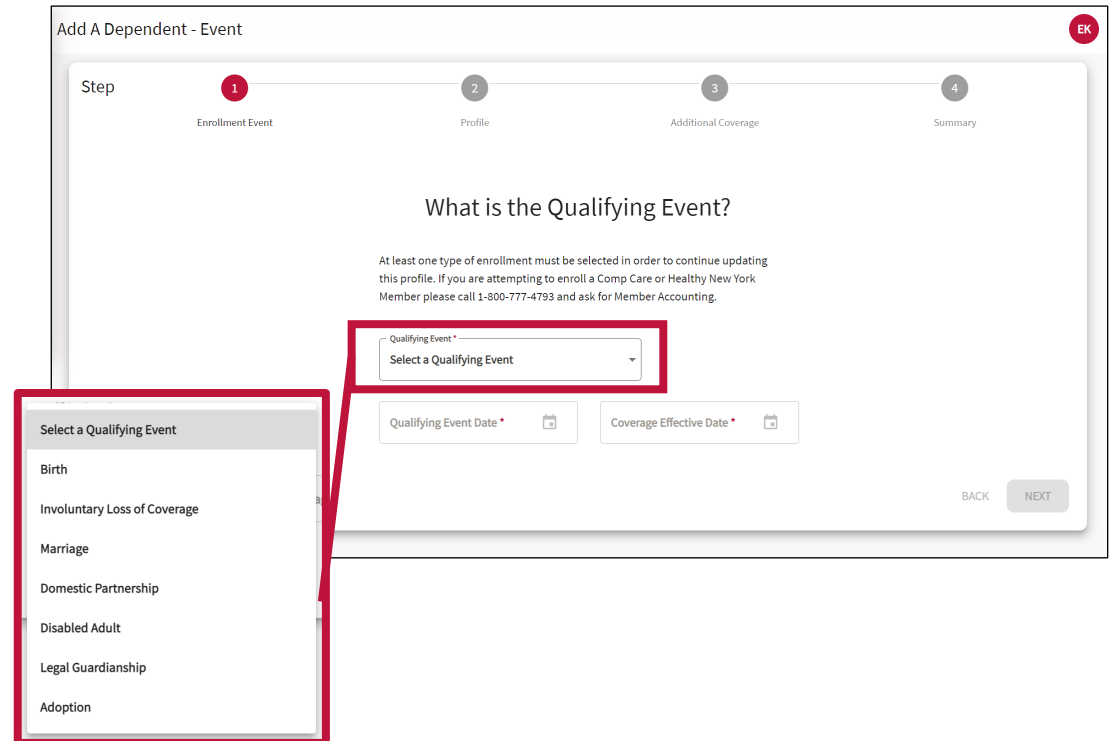 Add A Dependent - Event
EK
Step
1
2
3
4
Enrollment Event
Profile
Additional Coverage
Summary
What is the Qualifying Event?
At least one type of enrollment must be selected in order to continue updating
this profile. If you are attempting to enroll a Comp Care or Healthy New York
Member please call 1-800-777-4793 and ask for Member Accounting.
Qualifying Event *
Select a Qualifying Event
Qualifying Event Date *
Coverage Effective Date *
BACK
NEXT
Select a Qualifying Event
Birth
Involuntary Loss of Coverage
Marriage
Domestic Partnership
Disabled Adult
Legal Guardianship
Adoption